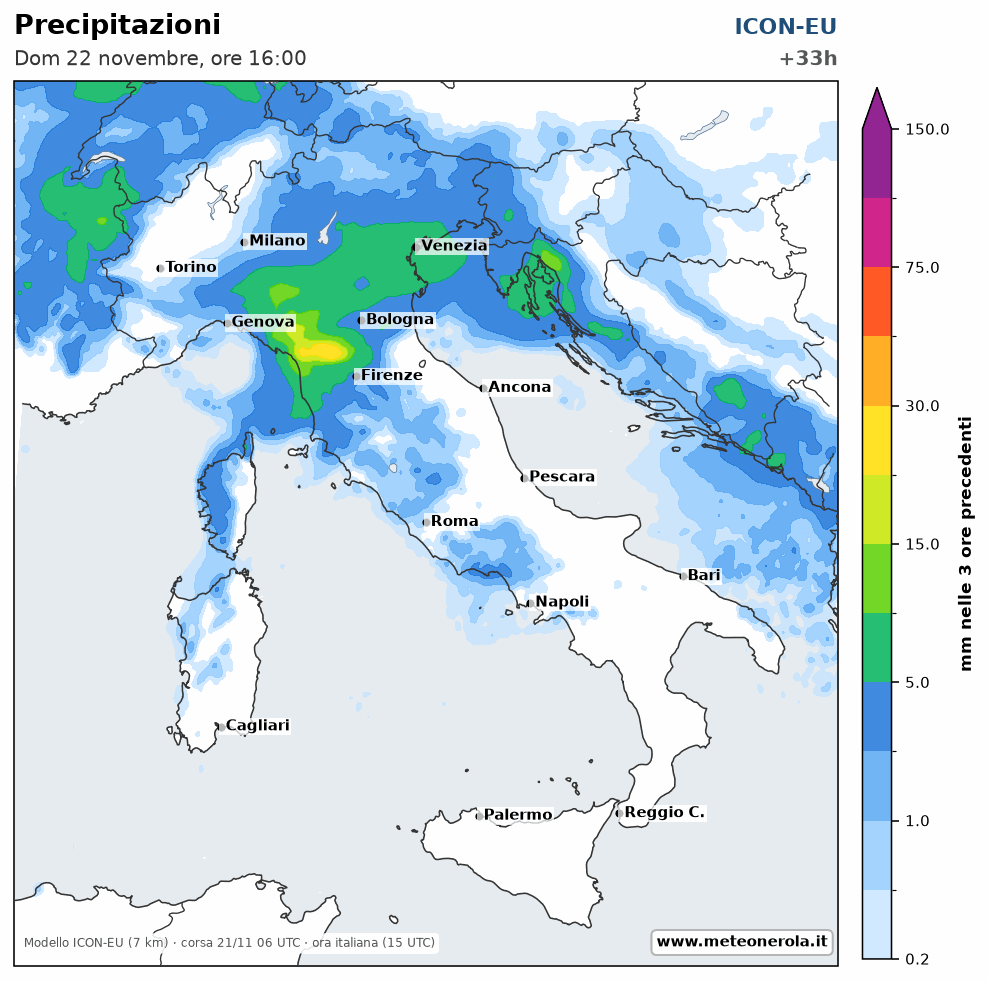 Precipitazioni
ICON-EU
Dom 22 novembre, ore 16:00
+33h
150.0
75.0
30.0
15.0
5.0
1.0
0.2
mm nelle 3 ore precedenti
Milano
Venezia
Torino
Genova
Bologna
Firenze
Ancona
Pescara
Roma
Bari
Napoli
Cagliari
Palermo
Reggio C.
Modello ICON-EU (7 km) · corsa 21/11 06 UTC · ora italiana (15 UTC)
www.meteonerola.it